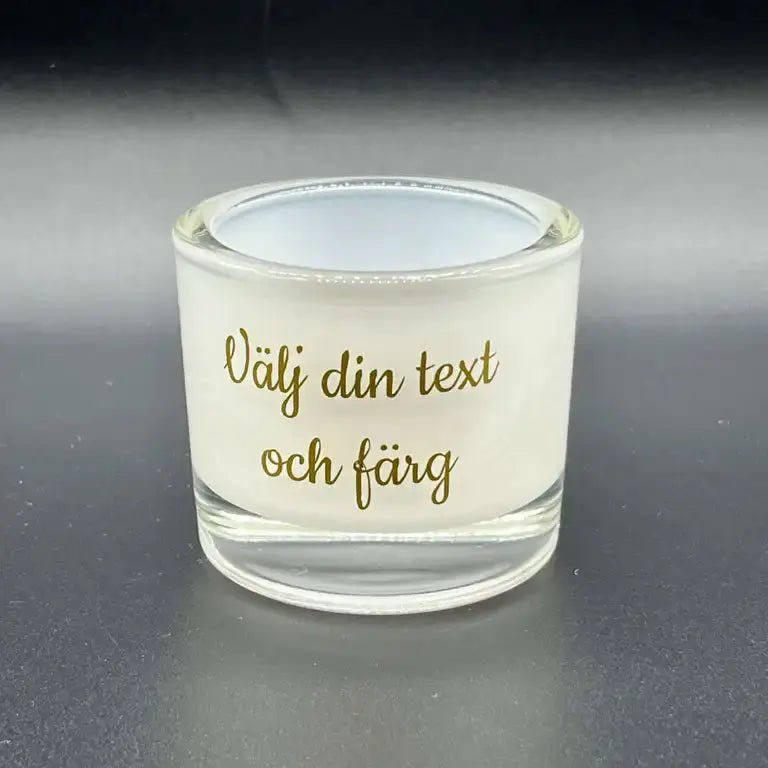 Välj din text
och färg